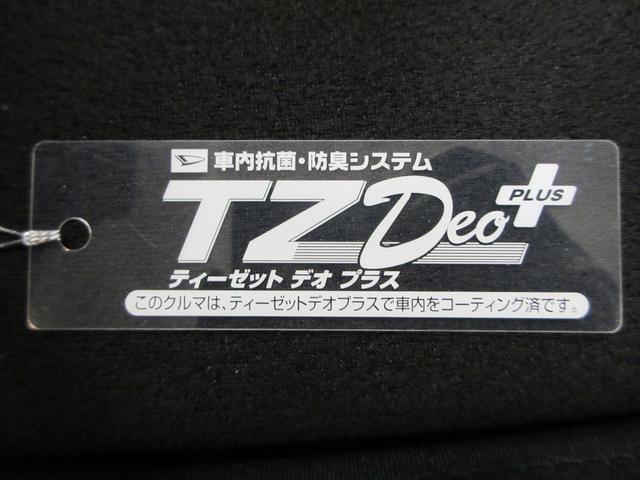 車内抗菌・防臭システム
TZ Deo PLUS
ティーゼット デオ プラス
このクルマは、ティーゼットデオプラスで車内をコーティング済です。